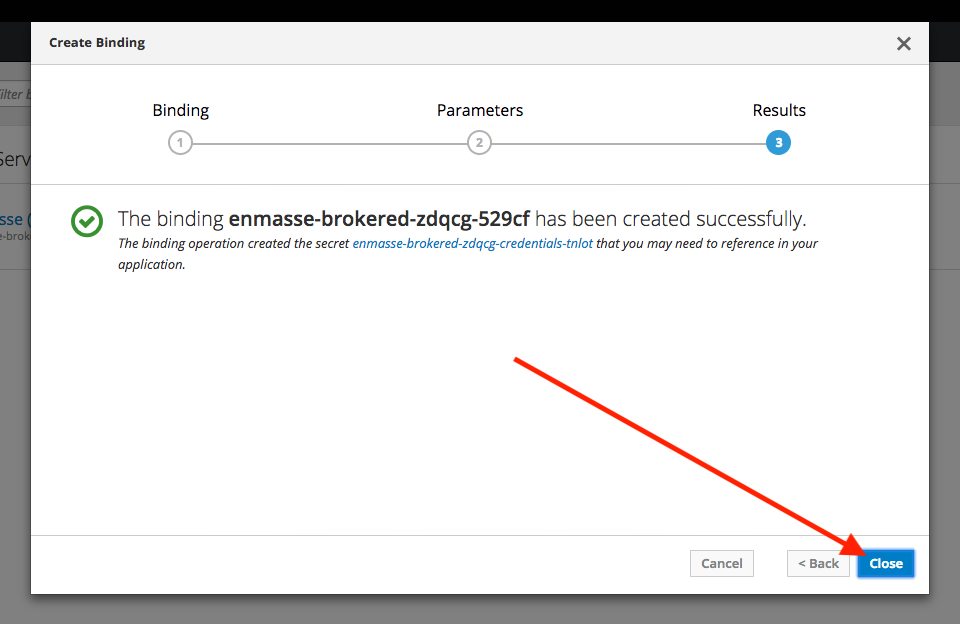 Create Binding
Filter b
Binding
Parameters
Results
1
2
3
Serv
sse (
e-brok
The binding enmasse-brokered-zdqcg-529cf has been created successfully.
The binding operation created the secret enmasse-brokered-zdqcg-credentials-tnlot that you may need to reference in your
application.
Cancel
< Back
Close